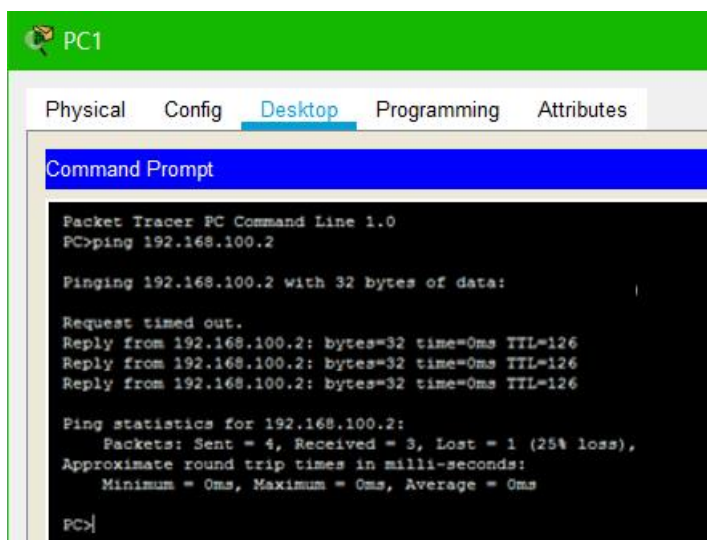 PC1
Physical Config Desktop Programming Attributes
Command Prompt
Packet Tracer PC Command Line 1.0
PC>ping 192.168.100.2
Pinging 192.168.100.2 with 32 bytes of data:
Request timed out.
Reply from 192.168.100.2: bytes=32 time=0ms TTL=126
Reply from 192.168.100.2: bytes=32 time=0ms TTL=126
Reply from 192.168.100.2: bytes=32 time=0ms TTL=126
Ping statistics for 192.168.100.2:
Packets: Sent = 4, Received = 3, Lost = 1 (25% loss),
Approximate round trip times in milli-seconds:
Minimum = 0ms, Maximum = 0ms, Average = 0ms
PC>